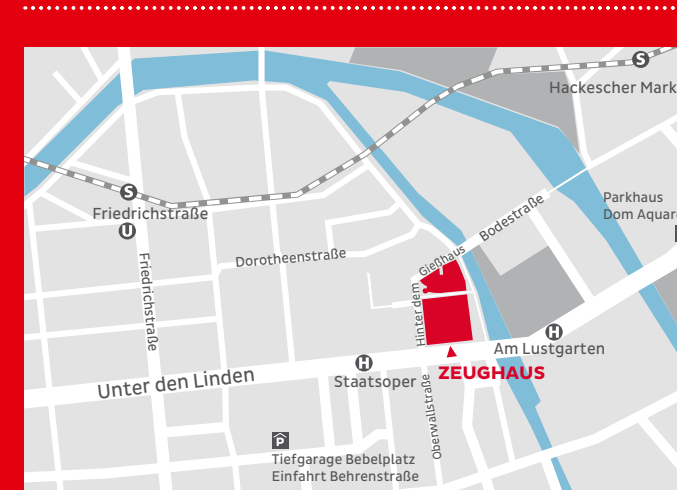 S
Hackescher Mark
S
Friedrichstraße
U
Parkhaus
Dom Aquar
Bodestraße
Dorotheenstraße
Hinter dem Gießhaus
Friedrichstraße
H
Am Lustgarten
H
Staatsoper
ZEUGHAUS
Unter den Linden
Oberwallstraße
P
Tiefgarage Bebelplatz
Einfahrt Behrenstraße